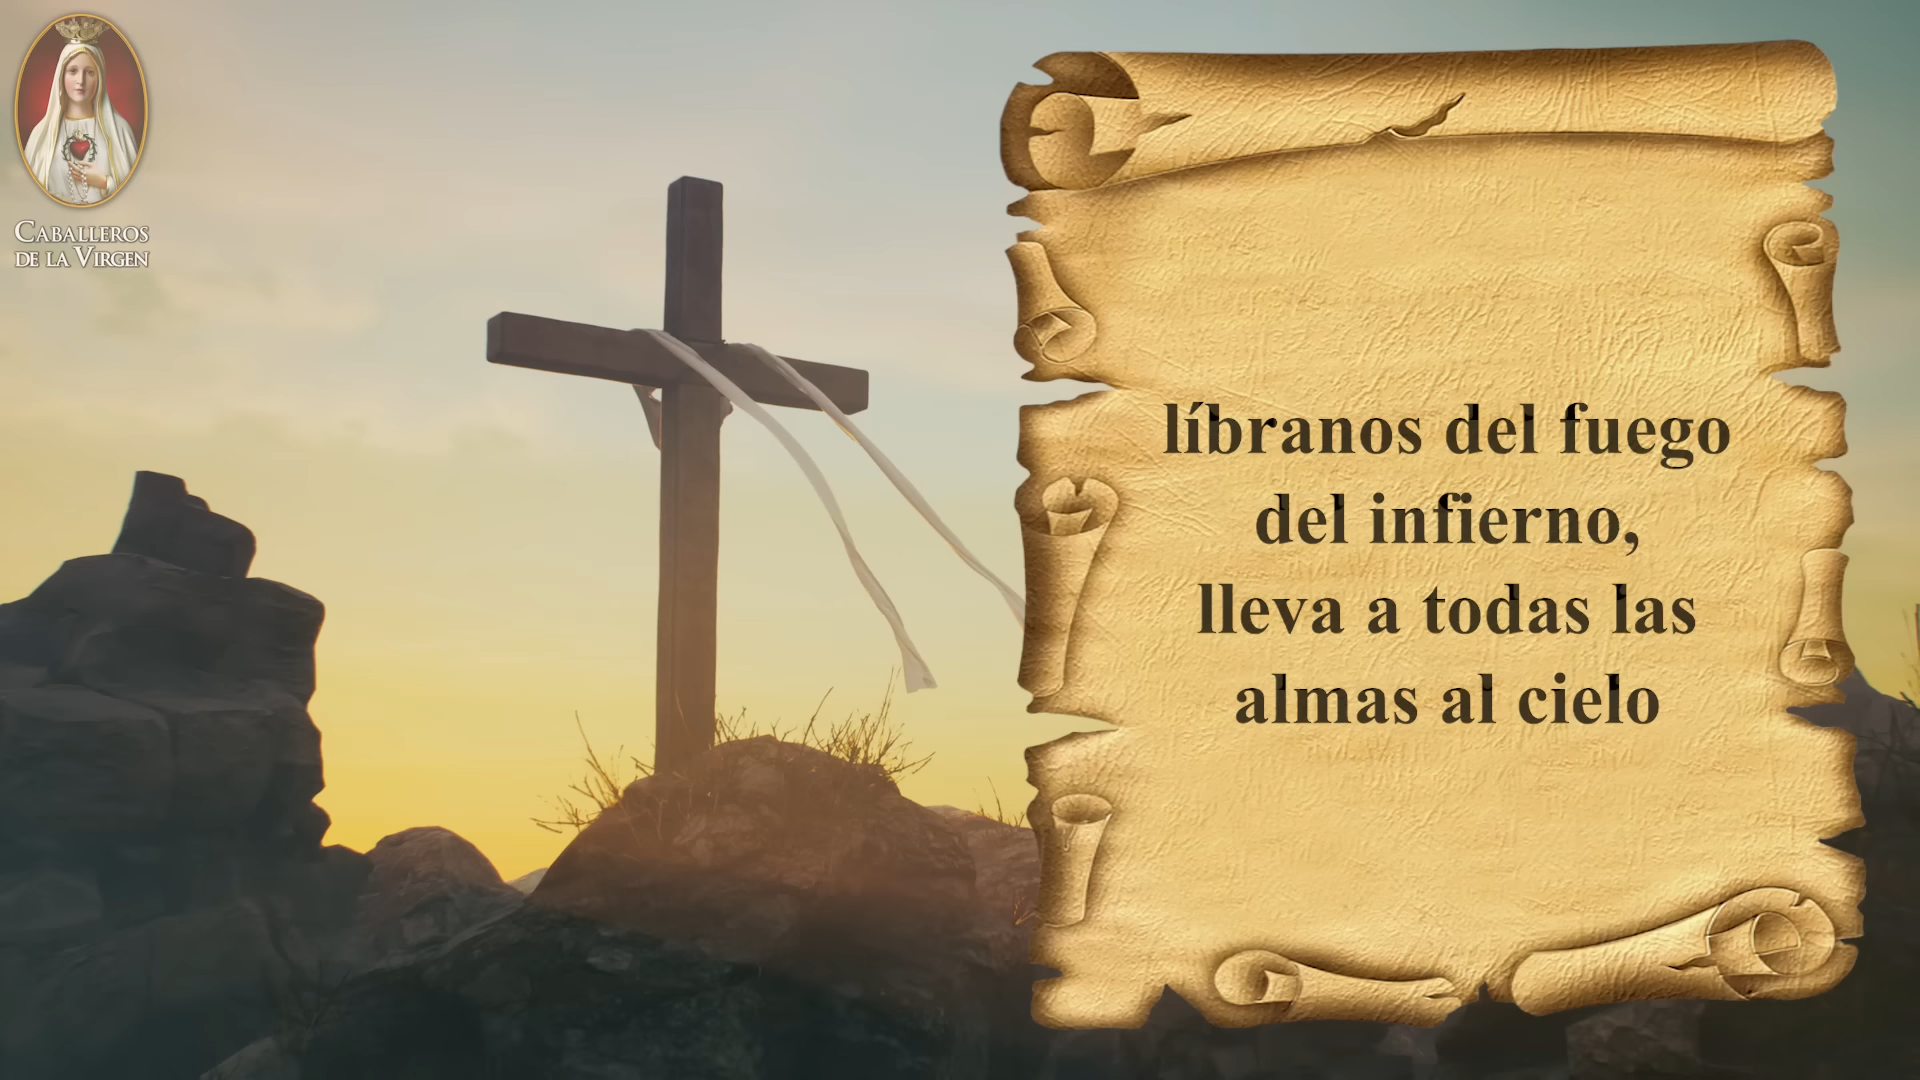 CABALLEROS
DE LA VIRGEN
líbranos del fuego
del infierno,
lleva a todas las
almas al cielo